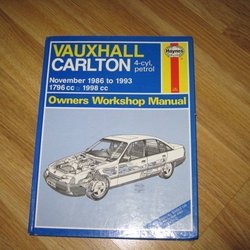 VAUXHALL
CARLTON 4-cyl.
petrol
Haynes
November 1986 to 1993
1796 cc □ 1998 cc
Owners Workshop Manual